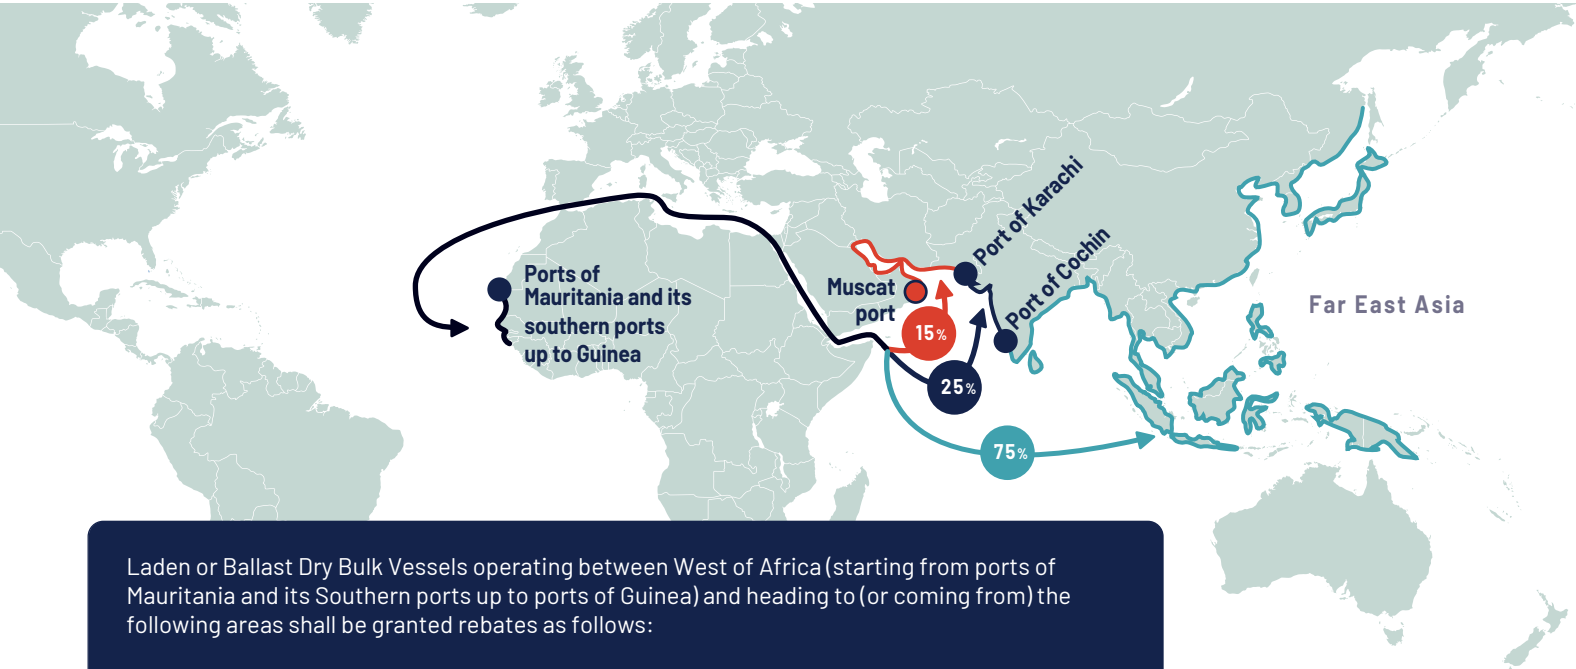 Port of Karachi
Port of Cochin
Ports of
Mauritania and its
southern ports
up to Guinea
Muscat
port
Far East Asia
15%
25%
75%
Laden or Ballast Dry Bulk Vessels operating between West of Africa (starting from ports of
Mauritania and its Southern ports up to ports of Guinea) and heading to (or coming from) the
following areas shall be granted rebates as follows: